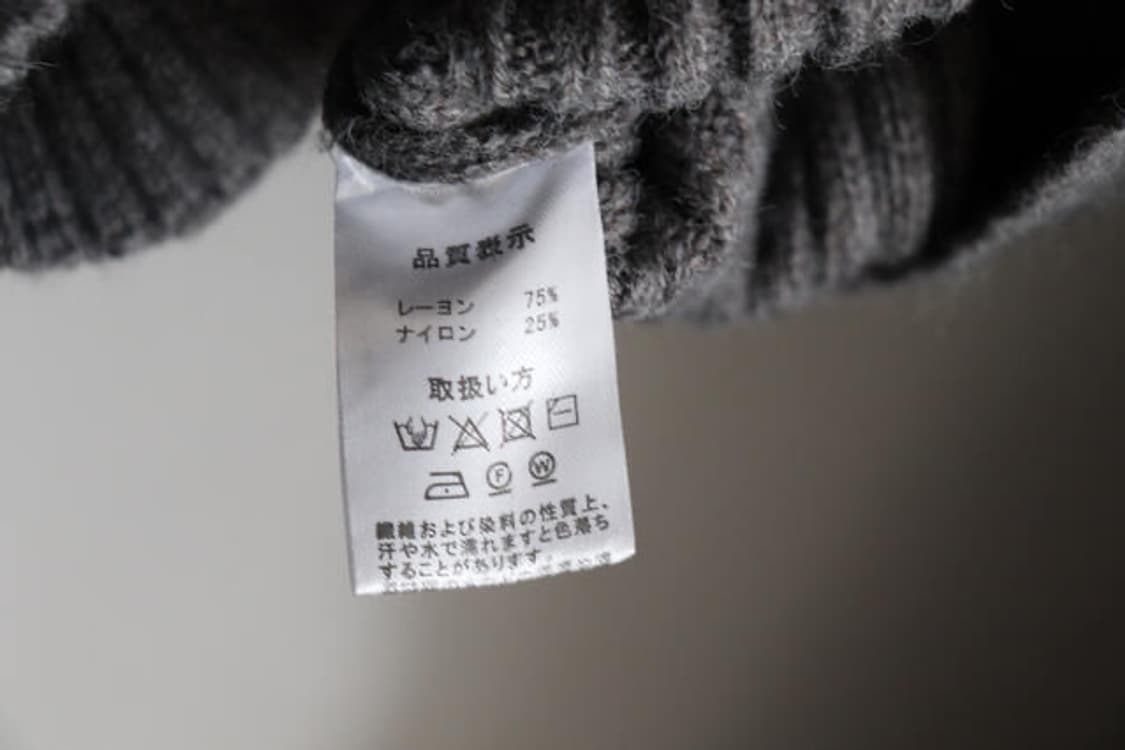 品質表示
レーヨン 75%
ナイロン 25%
取扱い方
F W
繊維および染料の性質上、
汗や水で濡れますと色落ち
することがあります。